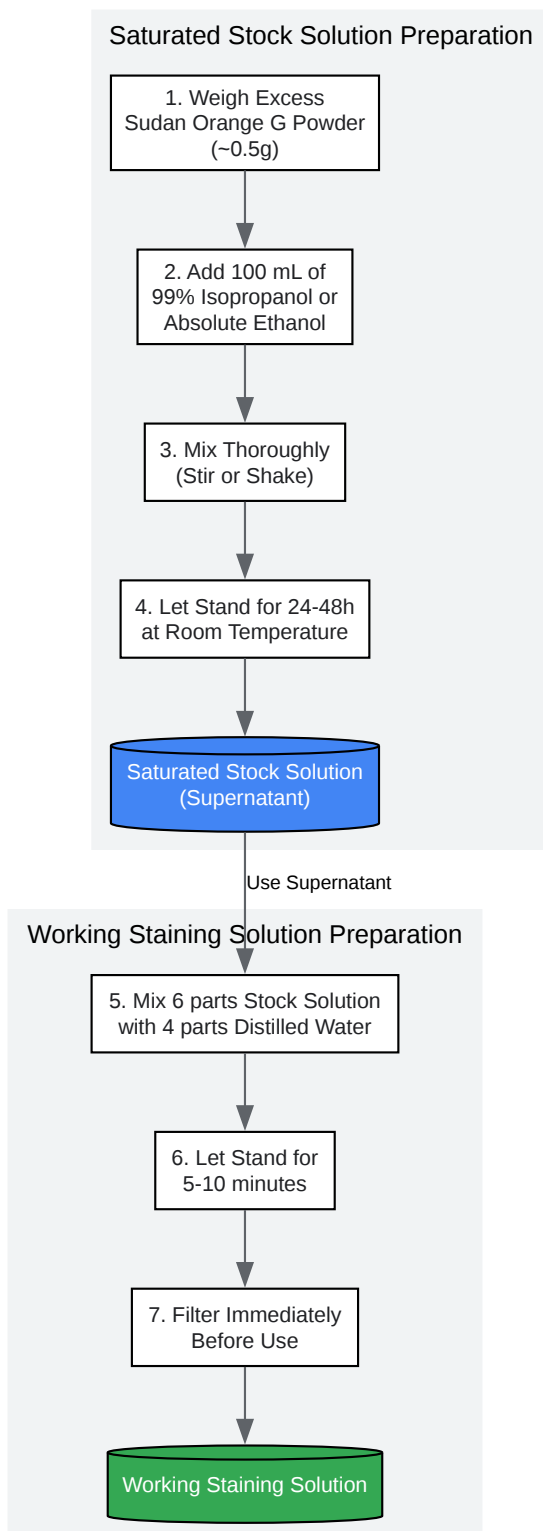 Saturated Stock Solution Preparation
1. Weigh Excess
Sudan Orange G Powder
(~0.5g)
2. Add 100 mL of
99% Isopropanol or
Absolute Ethanol
3. Mix Thoroughly
(Stir or Shake)
4. Let Stand for 24-48h
at Room Temperature
Saturated Stock Solution
(Supernatant)
Use Supernatant
Working Staining Solution Preparation
5. Mix 6 parts Stock Solution
with 4 parts Distilled Water
6. Let Stand for
5-10 minutes
7. Filter Immediately
Before Use
Working Staining Solution